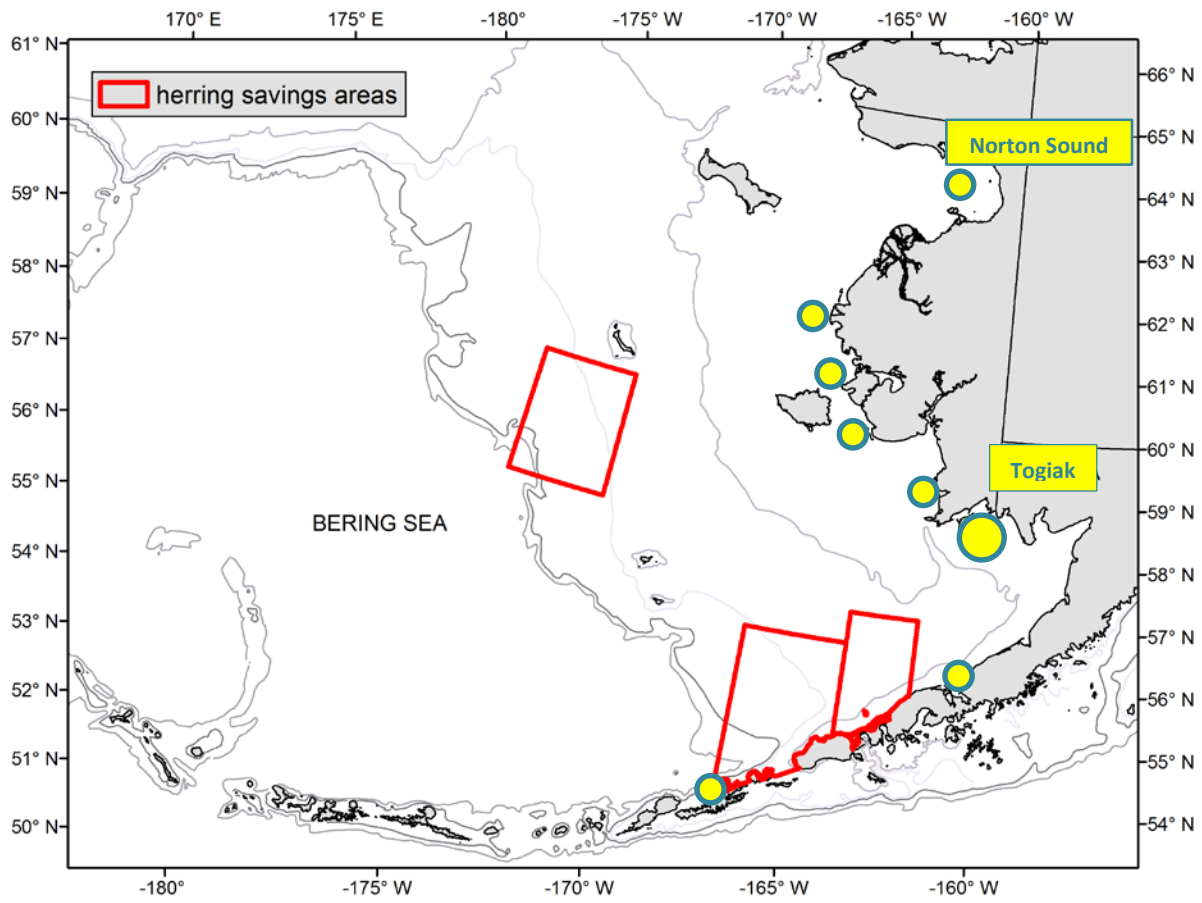 170° E 175° E -180° -175° W -170° W -165° W -160° W
61° N
60° N
59° N
58° N
57° N
56° N
55° N
54° N
53° N
52° N
51° N
50° N
herring savings areas
Norton Sound
Togiak
BERING SEA
66° N
65° N
64° N
63° N
62° N
61° N
60° N
59° N
58° N
57° N
56° N
55° N
54° N
-180° -175° W -170° W -165° W -160° W